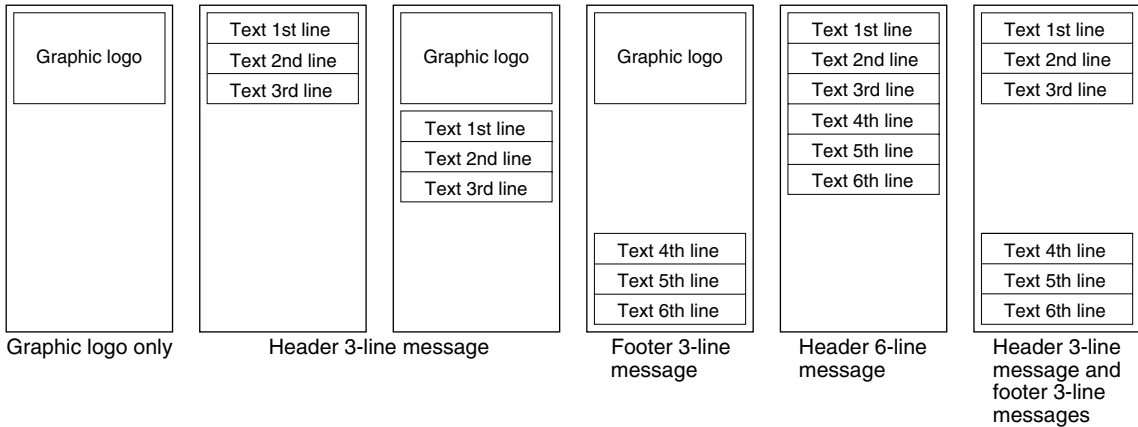 Graphic logo
Graphic logo only
Text 1st line
Text 2nd line
Text 3rd line
Graphic logo
Text 1st line
Text 2nd line
Text 3rd line
Header 3-line message
Graphic logo
Text 4th line
Text 5th line
Text 6th line
Footer 3-line
message
Text 1st line
Text 2nd line
Text 3rd line
Text 4th line
Text 5th line
Text 6th line
Header 6-line
message
Text 1st line
Text 2nd line
Text 3rd line
Text 4th line
Text 5th line
Text 6th line
Header 3-line
message and
footer 3-line
messages